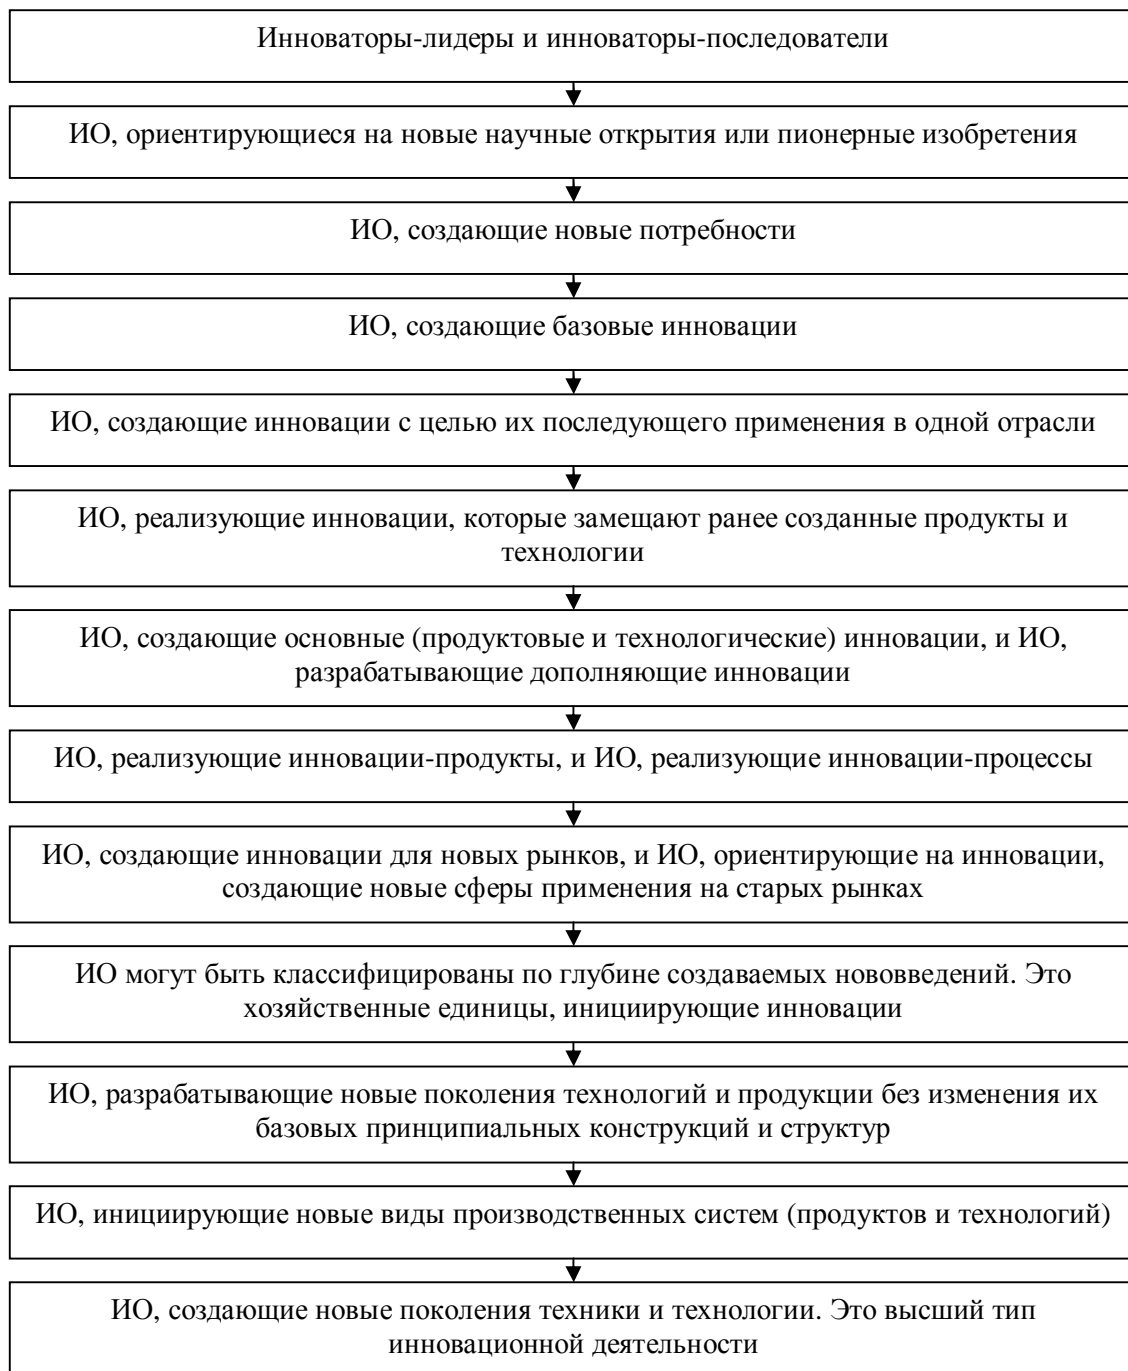 Инноваторы-лидеры и инноваторы-последователи
ИО, ориентирующиеся на новые научные открытия или пионерные изобретения
ИО, создающие новые потребности
ИО, создающие базовые инновации
ИО, создающие инновации с целью их последующего применения в одной отрасли
ИО, реализующие инновации, которые замещают ранее созданные продукты и
технологии
ИО, создающие основные (продуктовые и технологические) инновации, и ИО,
разрабатывающие дополняющие инновации
ИО, реализующие инновации-продукты, и ИО, реализующие инновации-процессы
ИО, создающие инновации для новых рынков, и ИО, ориентирующие на инновации,
создающие новые сферы применения на старых рынках
ИО могут быть классифицированы по глубине создаваемых нововведений. Это
хозяйственные единицы, инициирующие инновации
ИО, разрабатывающие новые поколения технологий и продукции без изменения их
базовых принципиальных конструкций и структур
ИО, инициирующие новые виды производственных систем (продуктов и технологий)
ИО, создающие новые поколения техники и технологии. Это высший тип
инновационной деятельности